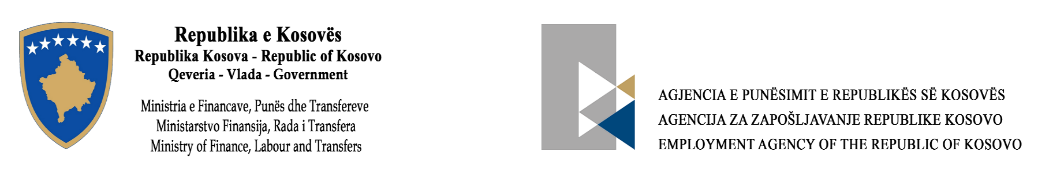 Republika e Kosovës
Republika Kosova - Republic of Kosovo
Qeveria - Vlada - Government
Ministria e Financave, Punës dhe Transfereve
Ministarstvo Finansija, Rada i Transfera
Ministry of Finance, Labour and Transfers
AGJENCIA E PUNËSIMIT E REPUBLIKËS SË KOSOVËS
AGENCIJA ZA ZAPOŠLJAVANJE REPUBLIKE KOSOVO
EMPLOYMENT AGENCY OF THE REPUBLIC OF KOSOVO